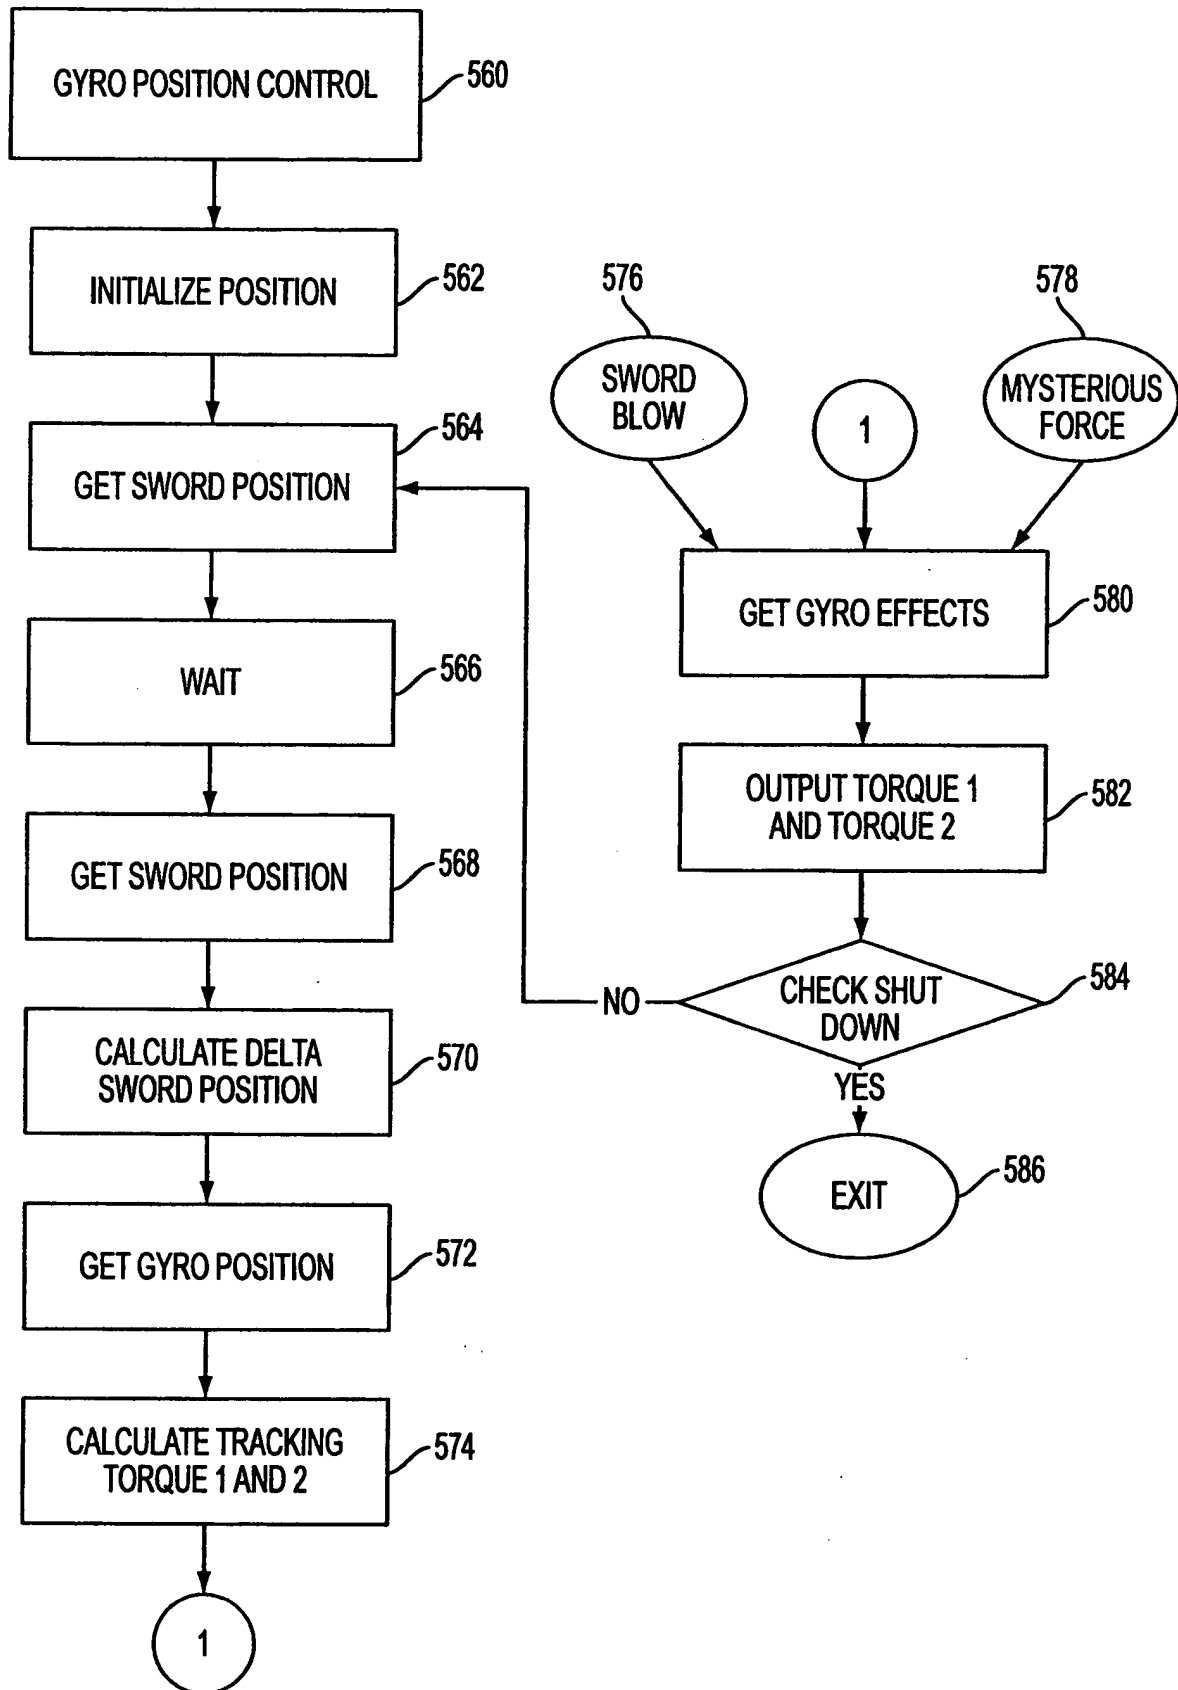 GYRO POSITION CONTROL
560
INITIALIZE POSITION
562
GET SWORD POSITION
564
WAIT
566
GET SWORD POSITION
568
CALCULATE DELTA
SWORD POSITION
570
GET GYRO POSITION
572
CALCULATE TRACKING
TORQUE 1 AND 2
574
1
576
SWORD
BLOW
1
578
MYSTERIOUS
FORCE
GET GYRO EFFECTS
580
OUTPUT TORQUE 1
AND TORQUE 2
582
CHECK SHUT
DOWN
584
NO
YES
EXIT
586